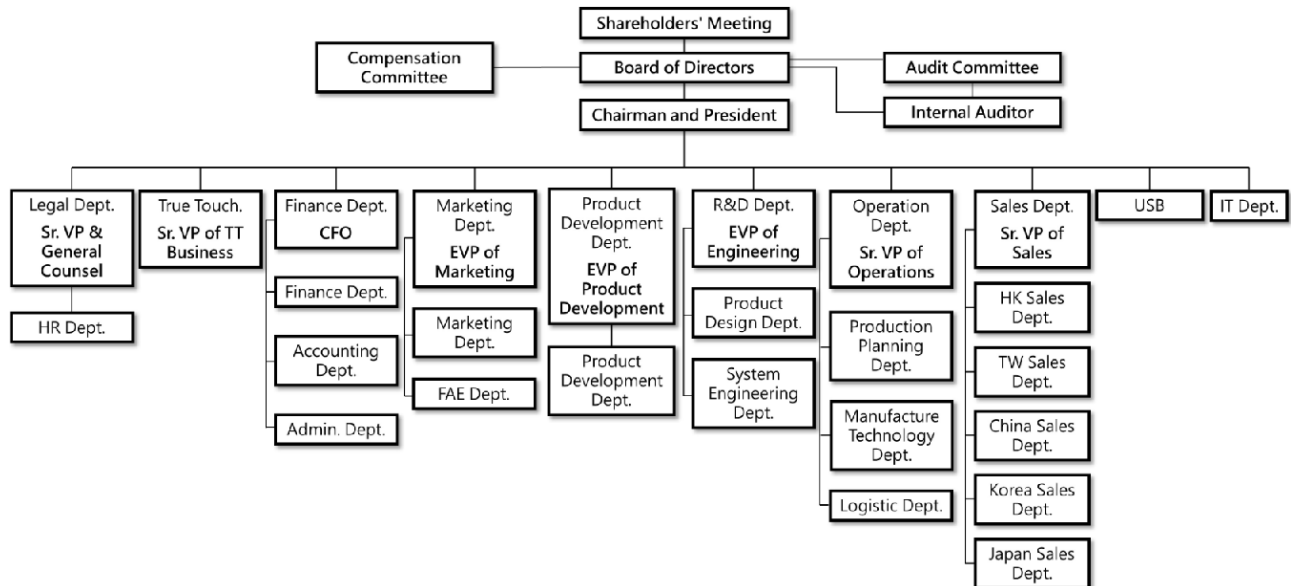 Shareholders' Meeting
Compensation
Committee
Board of Directors
Audit Committee
Internal Auditor
Chairman and President
Legal Dept.
Sr. VP &
General
Counsel
HR Dept.
True Touch.
Sr. VP of TT
Business
Finance Dept.
CFO
Finance Dept.
Accounting
Dept.
Admin. Dept.
Marketing
Dept.
EVP of
Marketing
Marketing
Dept.
FAE Dept.
Product
Development
Dept.
EVP of
Product
Development
Product
Development
Dept.
R&D Dept.
EVP of
Engineering
Product
Design Dept.
System
Engineering
Dept.
Operation
Dept.
Sr. VP of
Operations
Production
Planning
Dept.
Manufacture
Technology
Dept.
Logistic Dept.
Sales Dept.
Sr. VP of
Sales
HK Sales
Dept.
TW Sales
Dept.
China Sales
Dept.
Korea Sales
Dept.
Japan Sales
Dept.
USB
IT Dept.